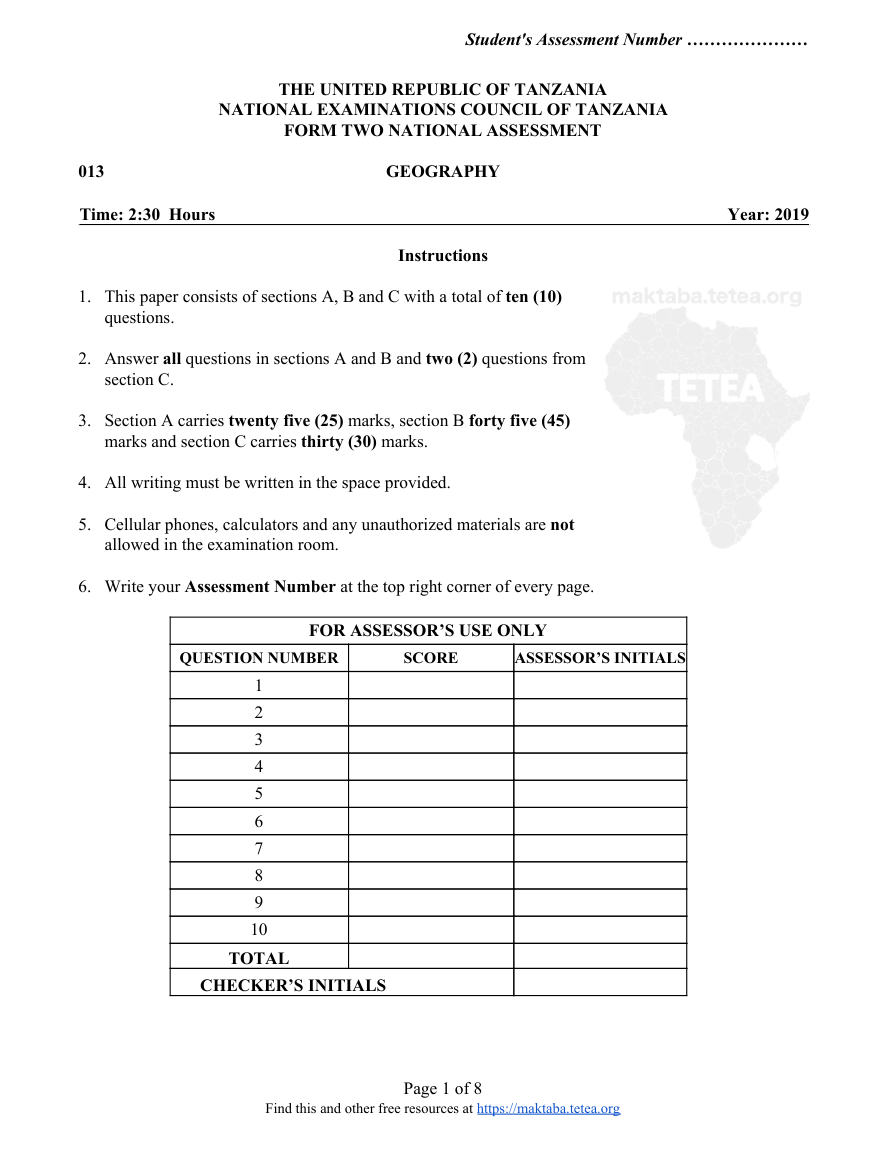 Student's Assessment Number …………………
THE UNITED REPUBLIC OF TANZANIA
NATIONAL EXAMINATIONS COUNCIL OF TANZANIA
FORM TWO NATIONAL ASSESSMENT
013 GEOGRAPHY
Time: 2:30 Hours Year: 2019
Instructions
1. This paper consists of sections A, B and C with a total of ten (10)
questions.
maktaba.tetea.org
2. Answer all questions in sections A and B and two (2) questions from
section C.
TETEA
3. Section A carries twenty five (25) marks, section B forty five (45)
marks and section C carries thirty (30) marks.
4. All writing must be written in the space provided.
5. Cellular phones, calculators and any unauthorized materials are not
allowed in the examination room.
6. Write your Assessment Number at the top right corner of every page.
FOR ASSESSOR’S USE ONLY
QUESTION NUMBER SCORE ASSESSOR’S INITIALS
1
2
3
4
5
6
7
8
9
10
TOTAL
CHECKER’S INITIALS
Page 1 of 8
Find this and other free resources at https://maktaba.tetea.org